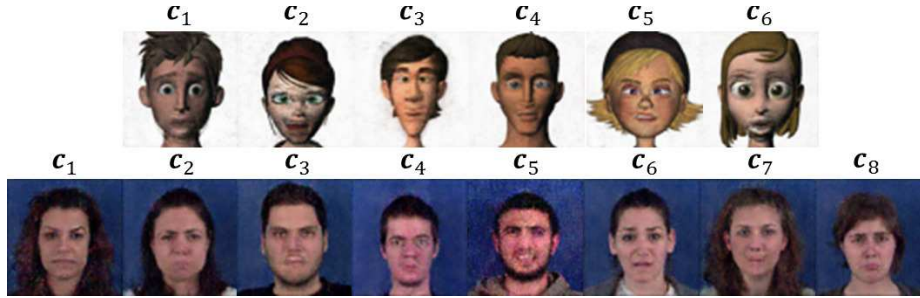 c₁ c₂ c₃ c₄ c₅ c₆
c₁ c₂ c₃ c₄ c₅ c₆ c₇ c₈